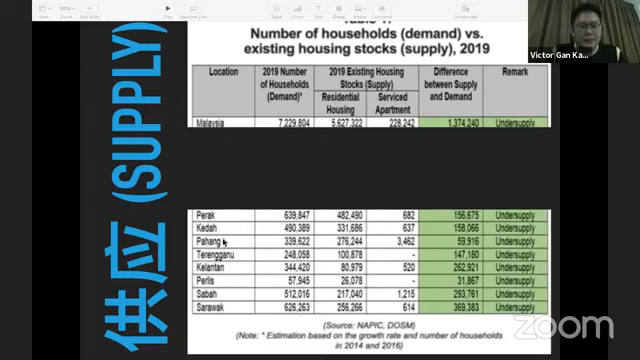 100%
Play
Collaborate
Number of households (demand) vs.
existing housing stocks (supply), 2019
Location 2019 Number of Households (Demand)* 2019 Existing Housing Stocks (Supply) Difference between Supply and Demand Remark
Residential Housing Serviced Apartment
Malaysia 7,229,804 5,627,322 228,242 1,374,240 Undersupply
Perak 639,847 482,490 682 156,675 Undersupply
Kedah 490,389 331,686 637 158,066 Undersupply
Pahang 339,622 276,244 3,462 59,916 Undersupply
Terengganu 248,058 100,878 - 147,180 Undersupply
Kelantan 344,420 80,979 520 262,921 Undersupply
Perlis 57,945 26,078 - 31,867 Undersupply
Sabah 512,016 217,040 1,215 293,761 Undersupply
Sarawak 626,263 256,266 614 369,383 Undersupply
(Source: NAPIC, DOSM)
(Note: * Estimation based on the growth rate and number of households
in 2014 and 2016)
供应 (SUPPLY)
Victor Gan Ka...
zoom